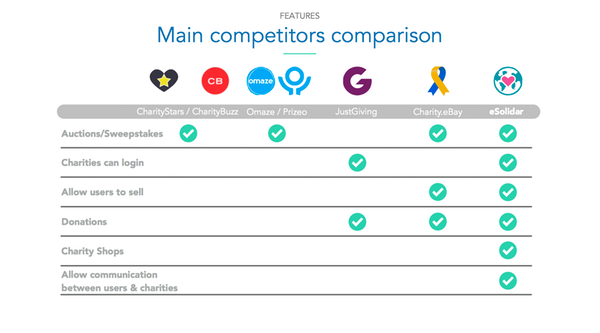 FEATURES
Main competitors comparison
CB
omaze
CharityStars / CharityBuzz
Omaze / Prizeo
JustGiving
Charity.eBay
eSolidar
Auctions/Sweepstakes
Charities can login
Allow users to sell
Donations
Charity Shops
Allow communication
between users & charities